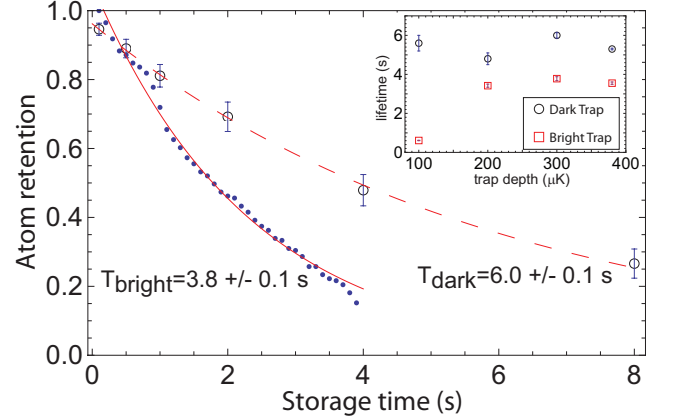 1.0
0.8
0.6
0.4
0.2
0.0
Atom retention
0
2
4
6
8
Storage time (s)
T_bright=3.8 +/- 0.1 s
T_dark=6.0 +/- 0.1 s
6
4
2
0
lifetime (s)
100
200
300
400
trap depth (μK)
Dark Trap
Bright Trap